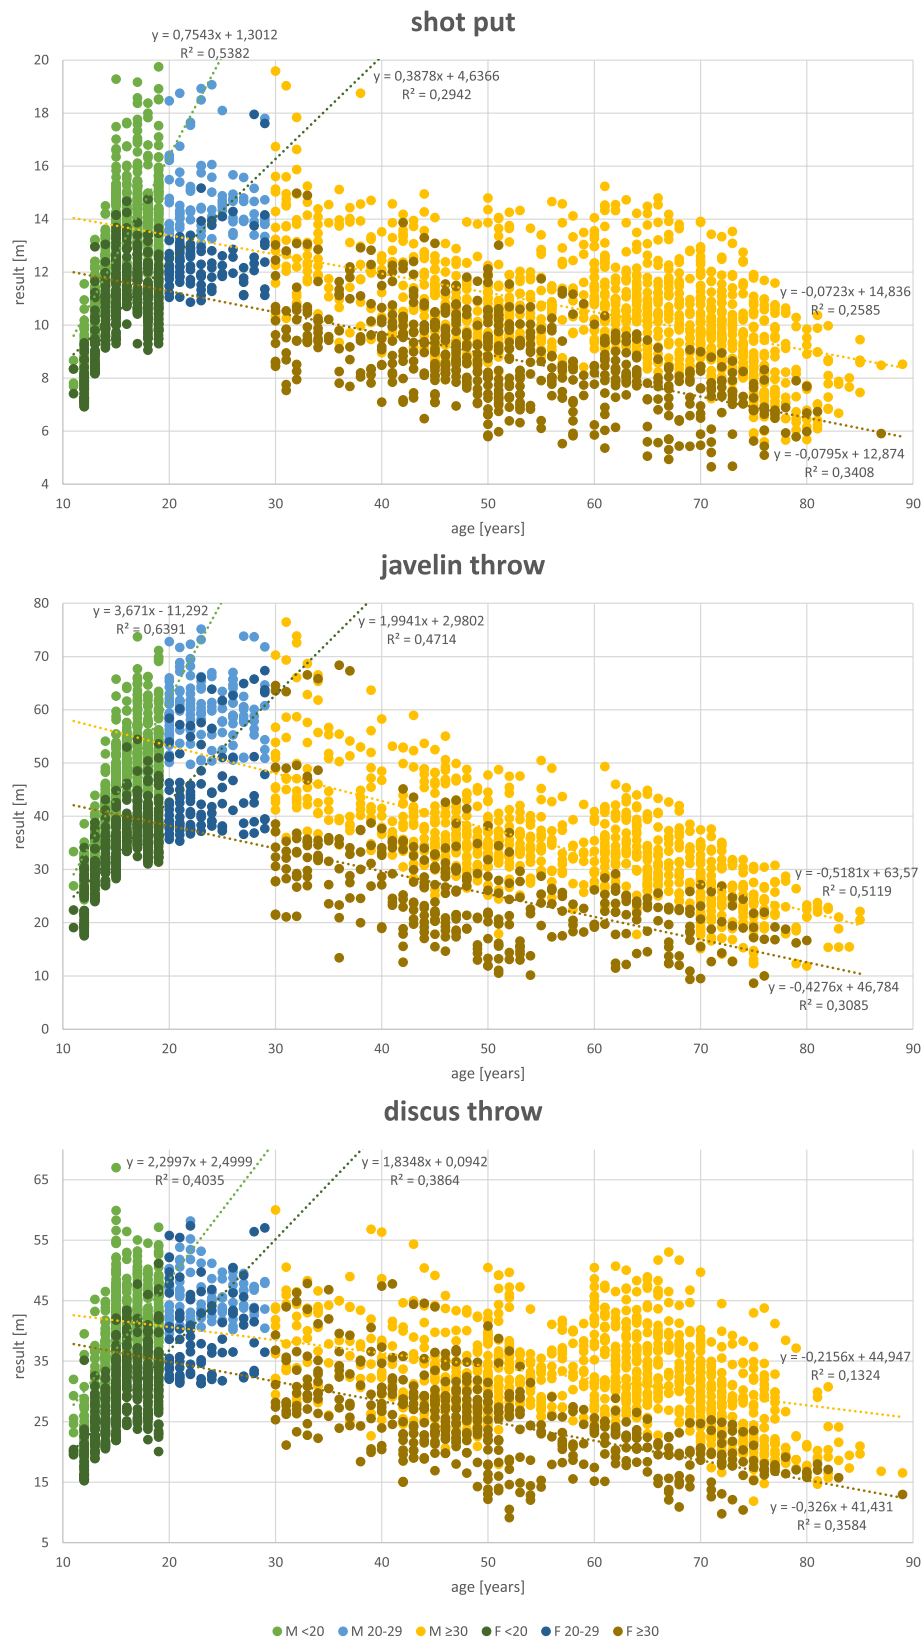 shot put
y = 0,7543x + 1,3012
R² = 0,5382
y = 0,3878x + 4,6366
R² = 0,2942
20
18
16
14
12
10
8
6
4
result [m]
y = -0,0723x + 14,836
R² = 0,2585
y = -0,0795x + 12,874
R² = 0,3408
10 20 30 40 50 60 70 80 90
age [years]
javelin throw
y = 3,671x - 11,292
R² = 0,6391
y = 1,9941x + 2,9802
R² = 0,4714
80
70
60
50
40
30
20
10
0
result [m]
y = -0,5181x + 63,57
R² = 0,5119
y = -0,4276x + 46,784
R² = 0,3085
10 20 30 40 50 60 70 80 90
age [years]
discus throw
y = 2,2997x + 2,4999
R² = 0,4035
y = 1,8348x + 0,0942
R² = 0,3864
65
55
45
35
25
15
5
result [m]
y = -0,2156x + 44,947
R² = 0,1324
y = -0,326x + 41,431
R² = 0,3584
10 20 30 40 50 60 70 80 90
age [years]
M <20 M 20-29 M ≥30 F <20 F 20-29 F ≥30